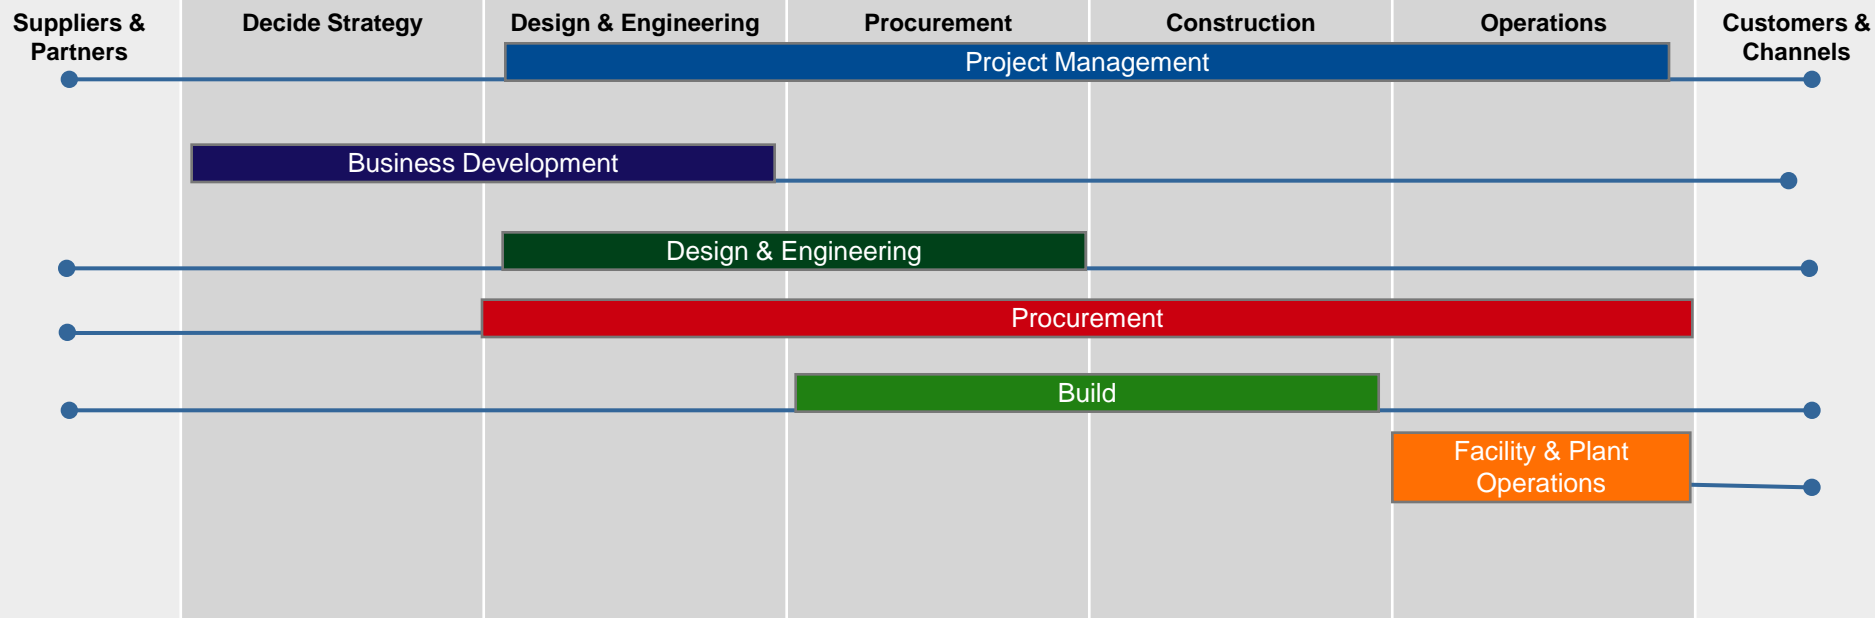 Suppliers &
Partners
Decide Strategy
Design & Engineering
Procurement
Construction
Operations
Customers &
Channels
Project Management
Business Development
Design & Engineering
Procurement
Build
Facility & Plant
Operations